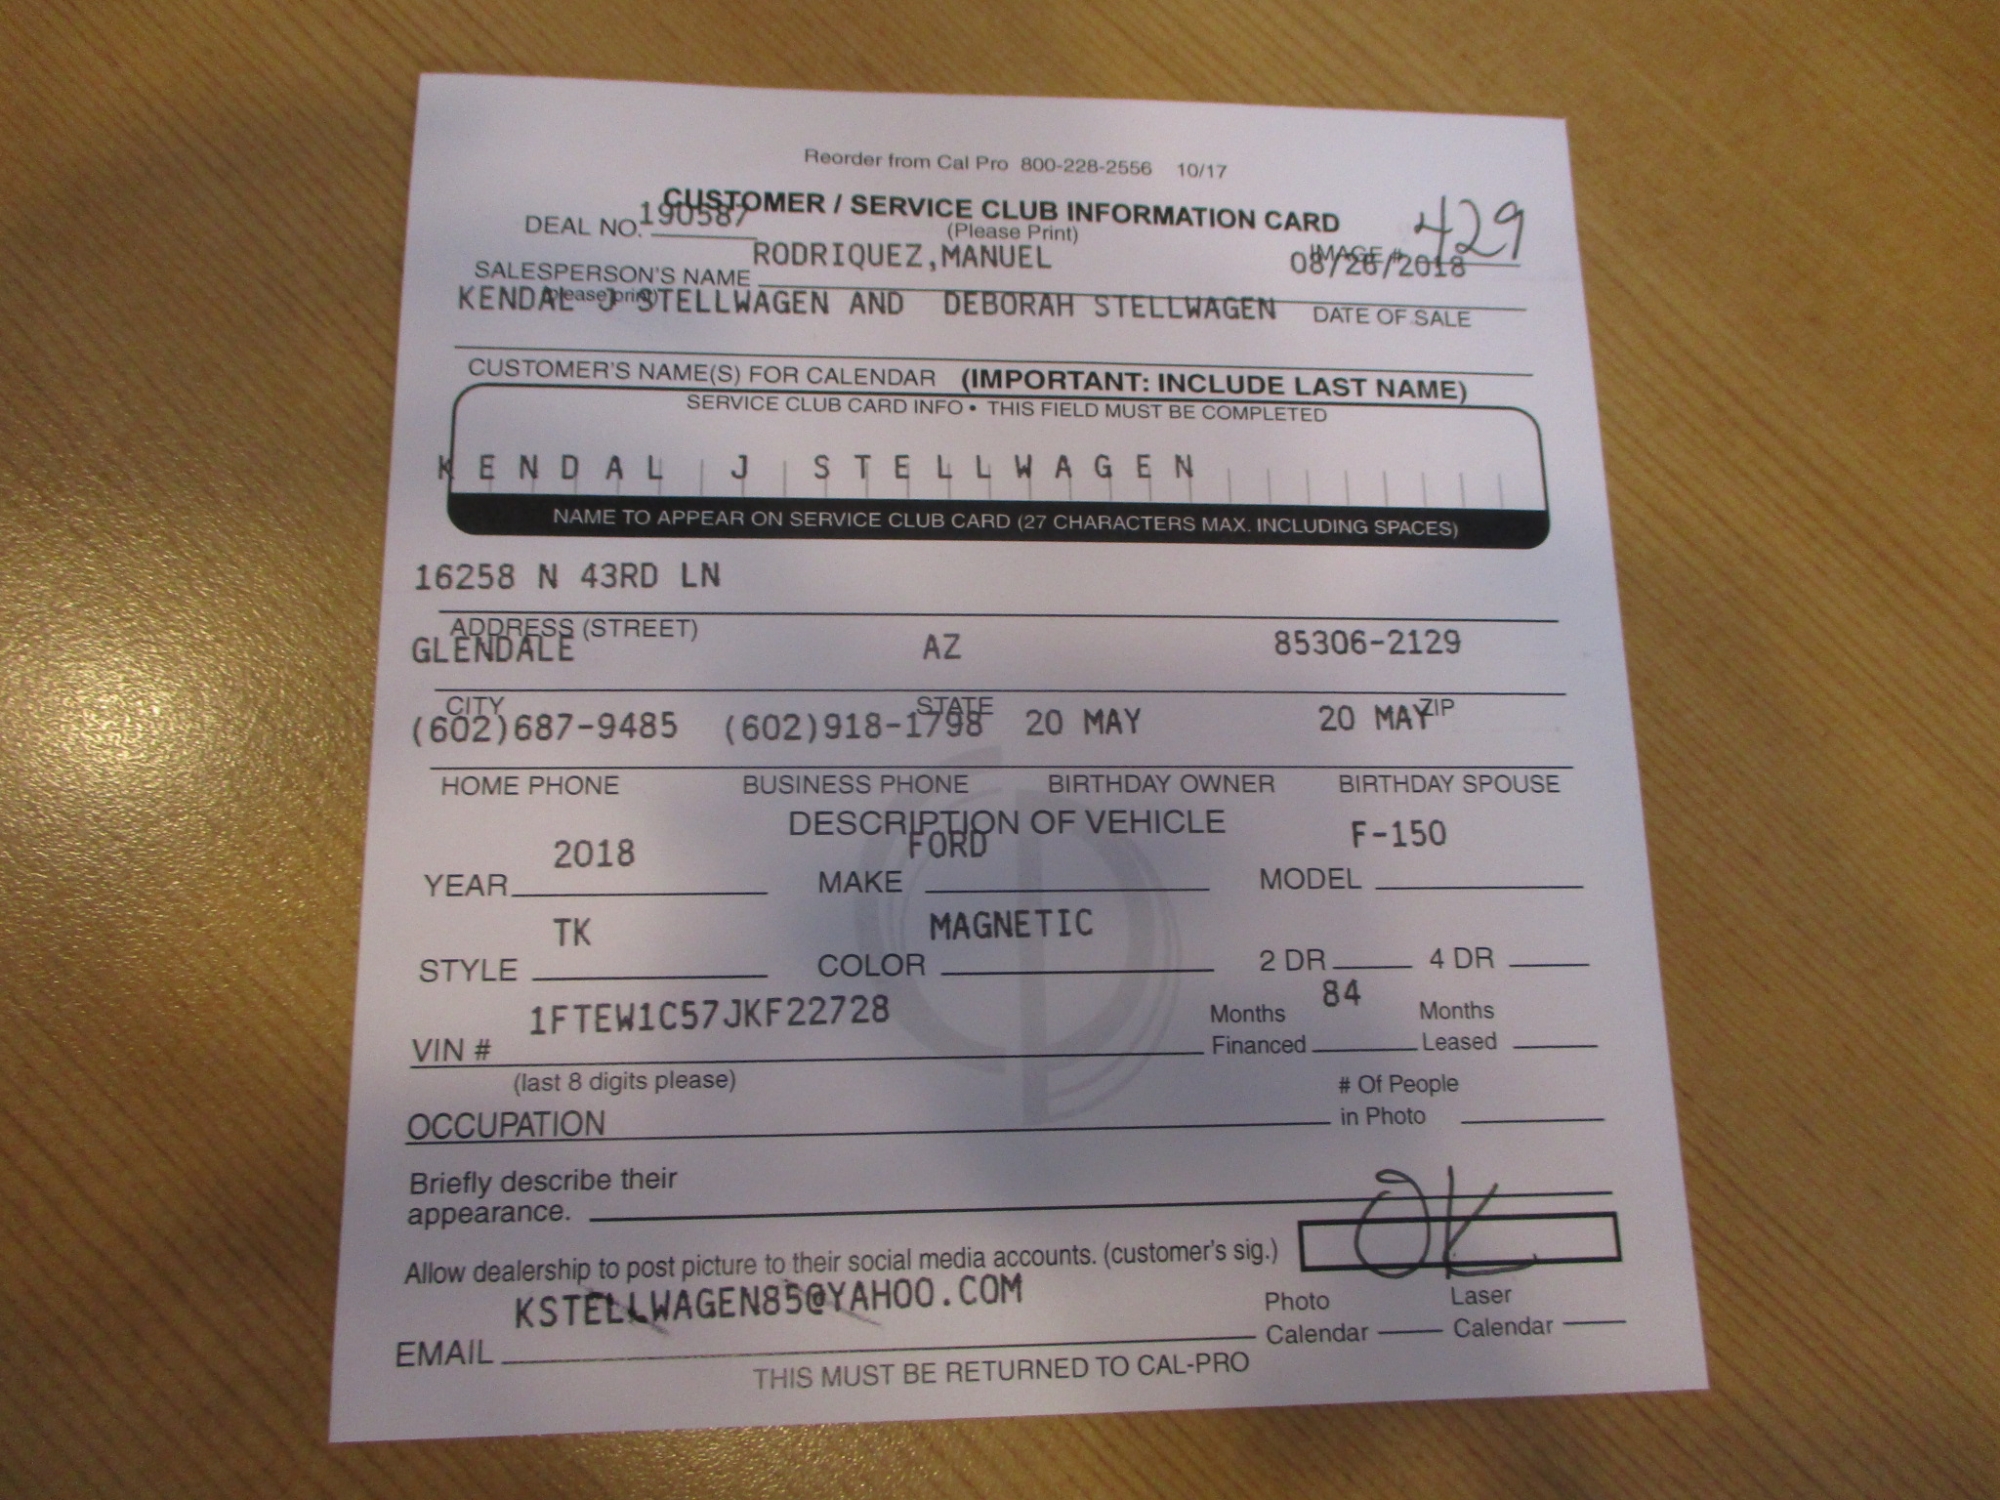 Reorder from Cal Pro 800-228-2556 10/17
CUSTOMER / SERVICE CLUB INFORMATION CARD
(Please Print)
DEAL NO. 190587
IMAGE # 429
SALESPERSON'S NAME RODRIQUEZ,MANUEL 08/26/2018
(please print)
KENDAL J STELLWAGEN AND DEBORAH STELLWAGEN DATE OF SALE
CUSTOMER'S NAME(S) FOR CALENDAR (IMPORTANT: INCLUDE LAST NAME)
SERVICE CLUB CARD INFO • THIS FIELD MUST BE COMPLETED
KENDAL J STELLWAGEN
NAME TO APPEAR ON SERVICE CLUB CARD (27 CHARACTERS MAX. INCLUDING SPACES)
16258 N 43RD LN
ADDRESS (STREET)
GLENDALE AZ 85306-2129
CITY STATE ZIP
(602)687-9485 (602)918-1798 20 MAY 20 MAY
HOME PHONE BUSINESS PHONE BIRTHDAY OWNER BIRTHDAY SPOUSE
DESCRIPTION OF VEHICLE
YEAR 2018 MAKE FORD MODEL F-150
STYLE TK COLOR MAGNETIC 2 DR 4 DR
VIN # 1FTEW1C57JKF22728 Months Financed 84 Months Leased
(last 8 digits please)
OCCUPATION # Of People in Photo
Briefly describe their
appearance.
Allow dealership to post picture to their social media accounts. (customer's sig.) OK
EMAIL KSTELLWAGEN85@YAHOO.COM Photo Calendar Laser Calendar
THIS MUST BE RETURNED TO CAL-PRO